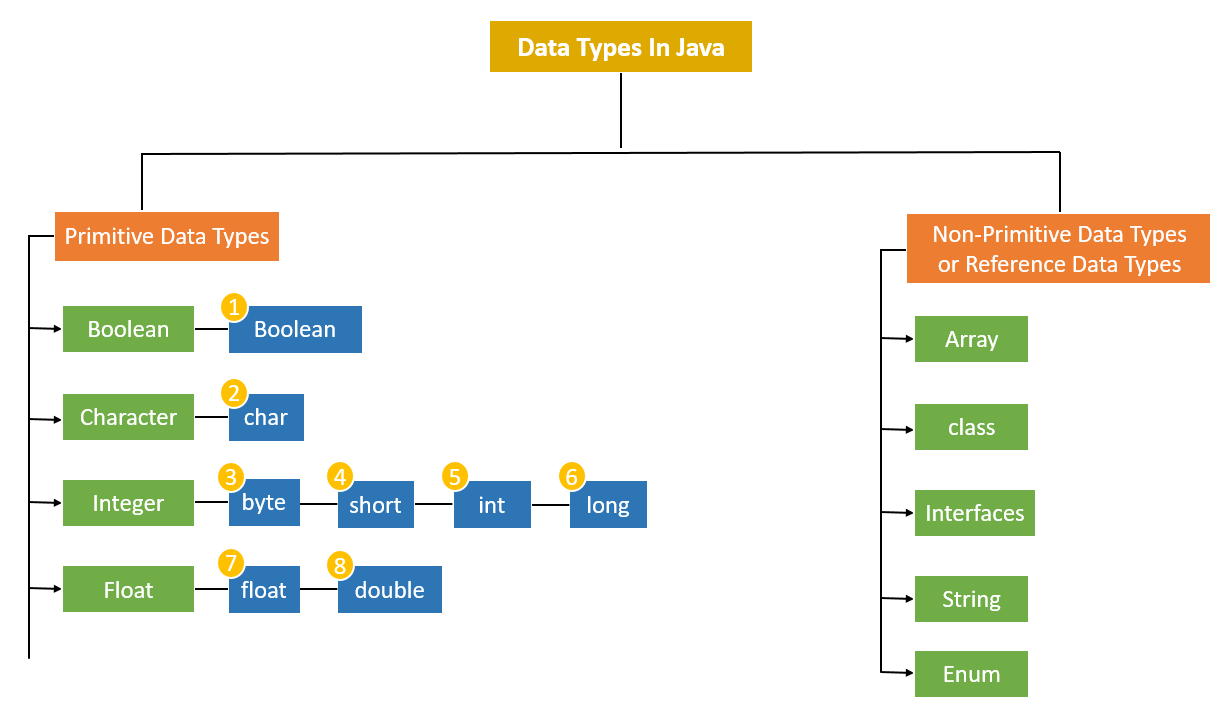 Data Types In Java
Primitive Data Types
Boolean
1
Boolean
Character
2
char
Integer
3
byte
4
short
5
int
6
long
Float
7
float
8
double
Non-Primitive Data Types
or Reference Data Types
Array
class
Interfaces
String
Enum